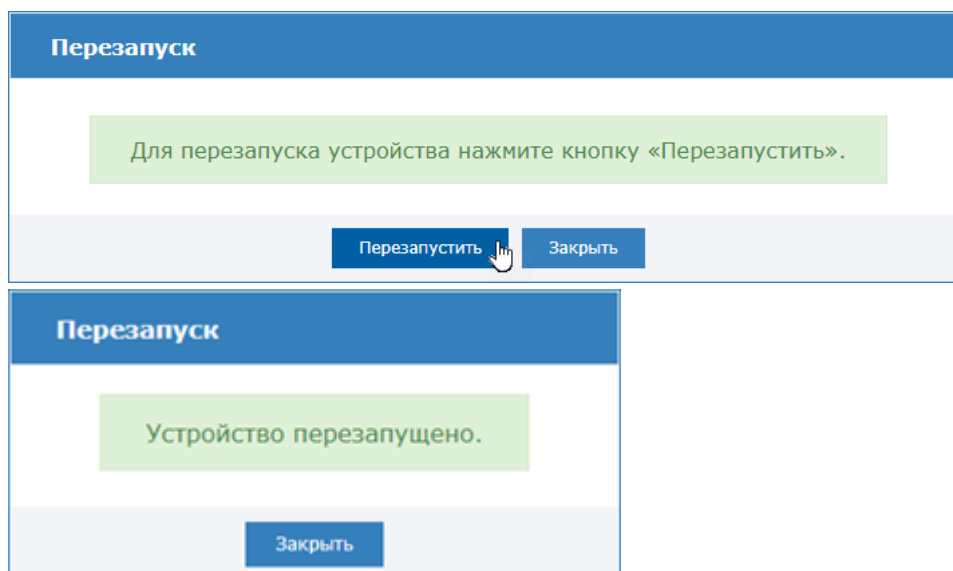 Перезапуск
Для перезапуска устройства нажмите кнопку «Перезапустить».
Перезапустить Закрыть
Перезапуск
Устройство перезапущено.
Закрыть